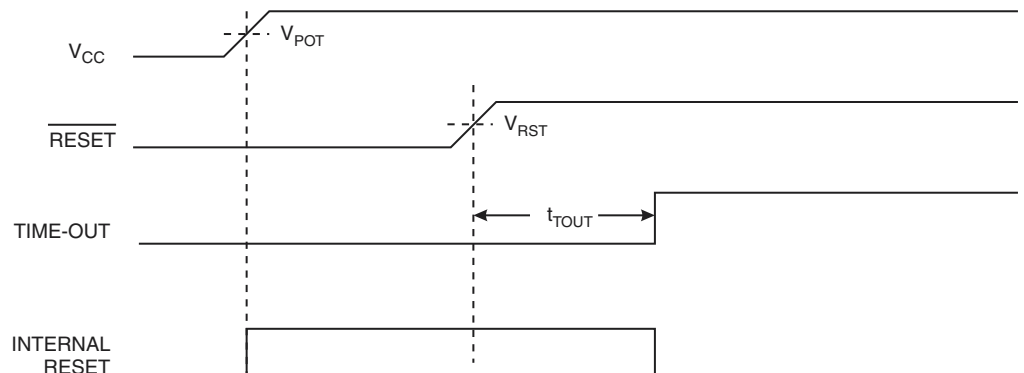 V_CC
V_POT
RESET
V_RST
TIME-OUT
t_TOUT
INTERNAL
RESET